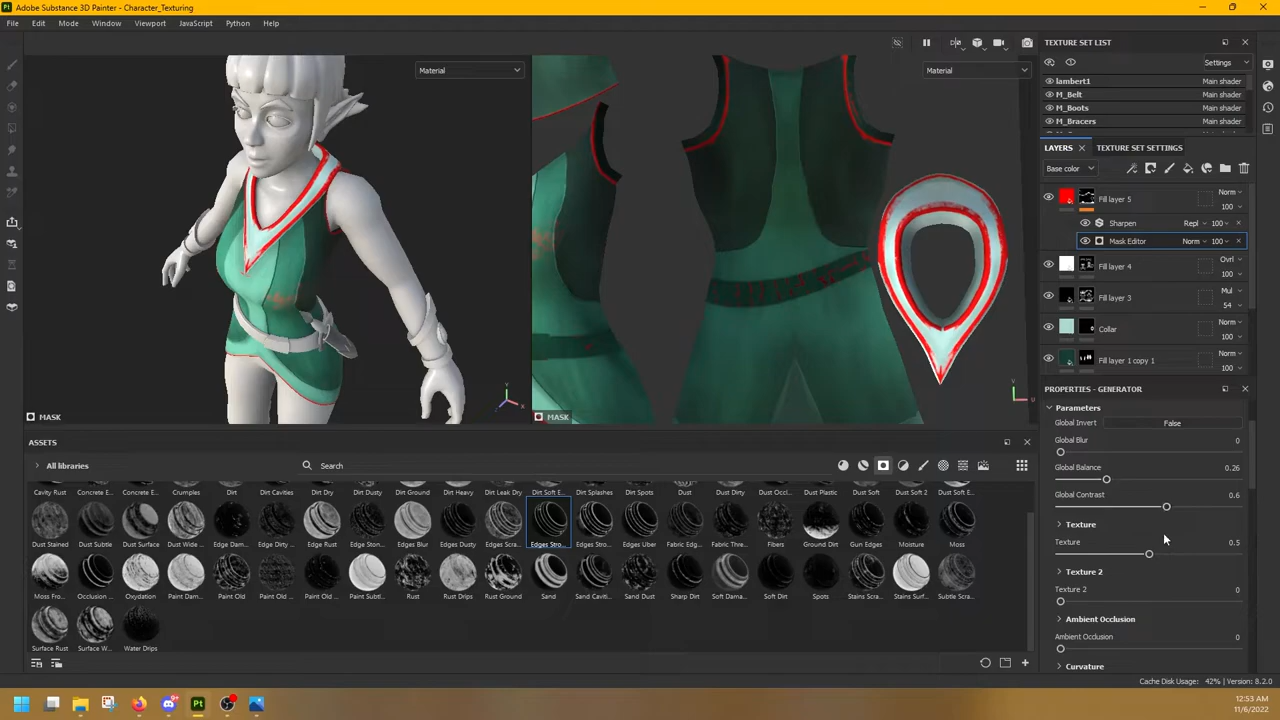 Adobe Substance 3D Painter - Character_Texturing
File Edit Mode Window Viewport JavaScript Python Help
Material
Material
MASK
MASK
TEXTURE SET LIST
Settings
lambert1 Main shader
M_Belt Main shader
M_Boots Main shader
M_Bracers Main shader
LAYERS TEXTURE SET SETTINGS
Base color
Fill layer 5 Norm
100
Sharpen Repl 100
Mask Editor Norm 100
Fill layer 4 Ovrl
100
Fill layer 3 Mul
54
Collar Norm
100
Fill layer 1 copy 1 Norm
100
PROPERTIES - GENERATOR
Parameters
Global Invert False
Global Blur 0
Global Balance 0.26
Global Contrast 0.6
Texture
Texture 0.5
Texture 2
Texture 2 0
Ambient Occlusion
Ambient Occlusion 0
Curvature
ASSETS
All libraries Search
Cavity Rust Concrete E... Concrete E... Crumples Dirt Dirt Cavities Dirt Dry Dirt Dusty Dirt Ground Dirt Heavy Dirt Leak Dry Dirt Soft E... Dirt Splashes Dirt Spots Dust Dust Dirty Dust Occl... Dust Plastic Dust Soft Dust Soft 2 Dust Soft E...
Dust Stained Dust Subtle Dust Surface Dust Wide ... Edge Dam... Edge Dirty ... Edge Rust Edge Ston... Edges Blur Edges Dusty Edges Scra... Edges Stro... Edges Stro... Edges Uber Fabric Edg... Fabric Thre... Fibers Ground Dirt Gun Edges Moisture Moss
Moss Fro... Occlusion ... Oxydation Paint Dam... Paint Old Paint Old ... Paint Old ... Paint Subtl... Rust Rust Drips Rust Ground Sand Sand Caviti... Sand Dust Sharp Dirt Soft Dama... Soft Dirt Spots Stains Scra... Stains Surf... Subtle Scra...
Surface Rust Surface W... Water Drips
Cache Disk Usage: 42% | Version: 8.2.0
12:53 AM
11/6/2022